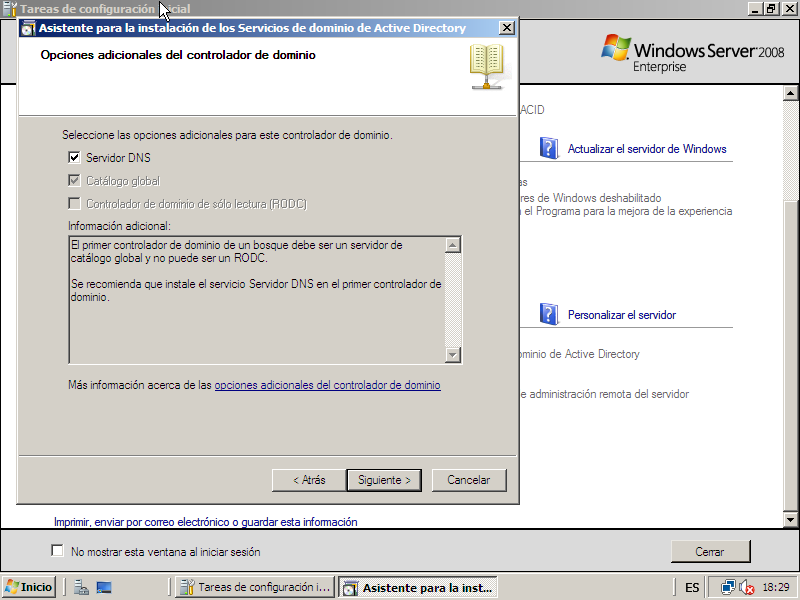 Tareas de configuración inicial
Asistente para la instalación de los Servicios de dominio de Active Directory
Opciones adicionales del controlador de dominio
Windows Server 2008
Enterprise
Seleccione las opciones adicionales para este controlador de dominio.
Servidor DNS
Catálogo global
Controlador de dominio de sólo lectura (RODC)
Información adicional:
El primer controlador de dominio de un bosque debe ser un servidor de
catálogo global y no puede ser un RODC.
Se recomienda que instale el servicio Servidor DNS en el primer controlador de
dominio.
Más información acerca de las opciones adicionales del controlador de dominio
< Atrás
Siguiente >
Cancelar
ACID
Actualizar el servidor de Windows
as
res de Windows deshabilitado
el Programa para la mejora de la experiencia
Personalizar el servidor
ominio de Active Directory
e administración remota del servidor
Imprimir, enviar por correo electrónico o guardar esta información
No mostrar esta ventana al iniciar sesión
Cerrar
Inicio
Tareas de configuración i...
Asistente para la inst...
ES
18:29